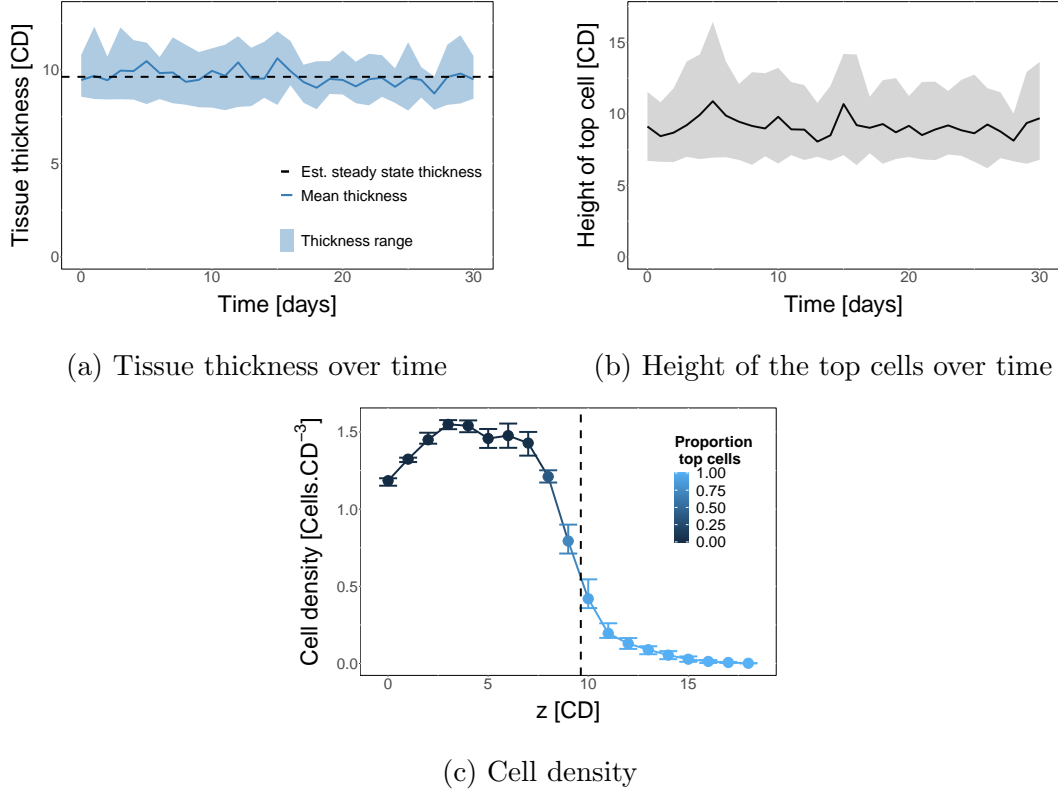 Tissue thickness [CD]
10
5
0
Est. steady state thickness
Mean thickness
Thickness range
0 10 20 30
Time [days]
(a) Tissue thickness over time
Height of top cell [CD]
15
10
5
0
0 10 20 30
Time [days]
(b) Height of the top cells over time
Cell density [Cells.CD⁻³]
1.5
1.0
0.5
0.0
Proportion
top cells
1.00
0.75
0.50
0.25
0.00
0 5 10 15
z [CD]
(c) Cell density